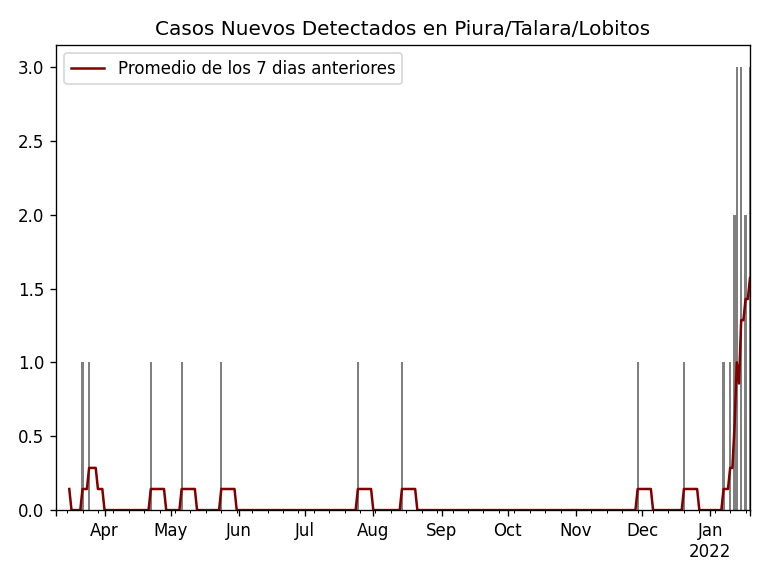 Casos Nuevos Detectados en Piura/Talara/Lobitos
Promedio de los 7 dias anteriores
3.0
2.5
2.0
1.5
1.0
0.5
0.0
Apr May Jun Jul Aug Sep Oct Nov Dec Jan
2022